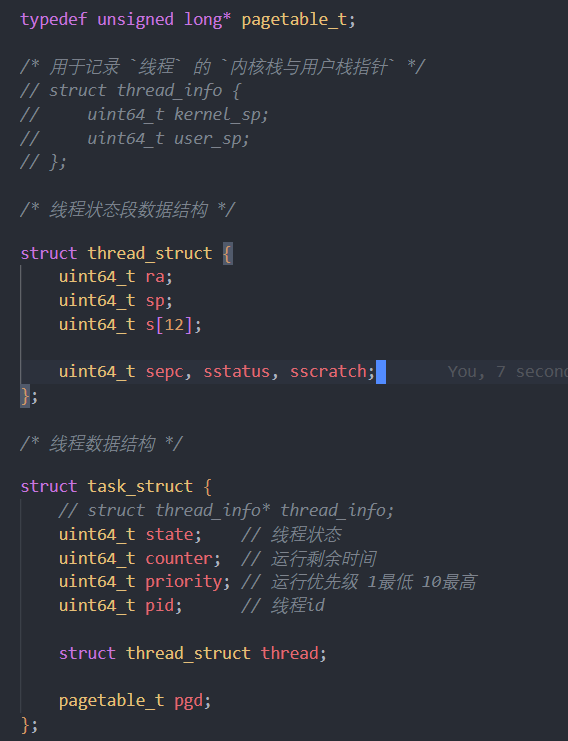 typedef unsigned long* pagetable_t;
/* 用于记录 `线程` 的 `内核栈与用户栈指针` */
// struct thread_info {
//     uint64_t kernel_sp;
//     uint64_t user_sp;
// };
/* 线程状态段数据结构 */
struct thread_struct {
    uint64_t ra;
    uint64_t sp;
    uint64_t s[12];
    uint64_t sepc, sstatus, sscratch;        You, 7 second
};
/* 线程数据结构 */
struct task_struct {
    // struct thread_info* thread_info;
    uint64_t state;    // 线程状态
    uint64_t counter;  // 运行剩余时间
    uint64_t priority; // 运行优先级 1最低 10最高
    uint64_t pid;      // 线程id
    struct thread_struct thread;
    pagetable_t pgd;
};